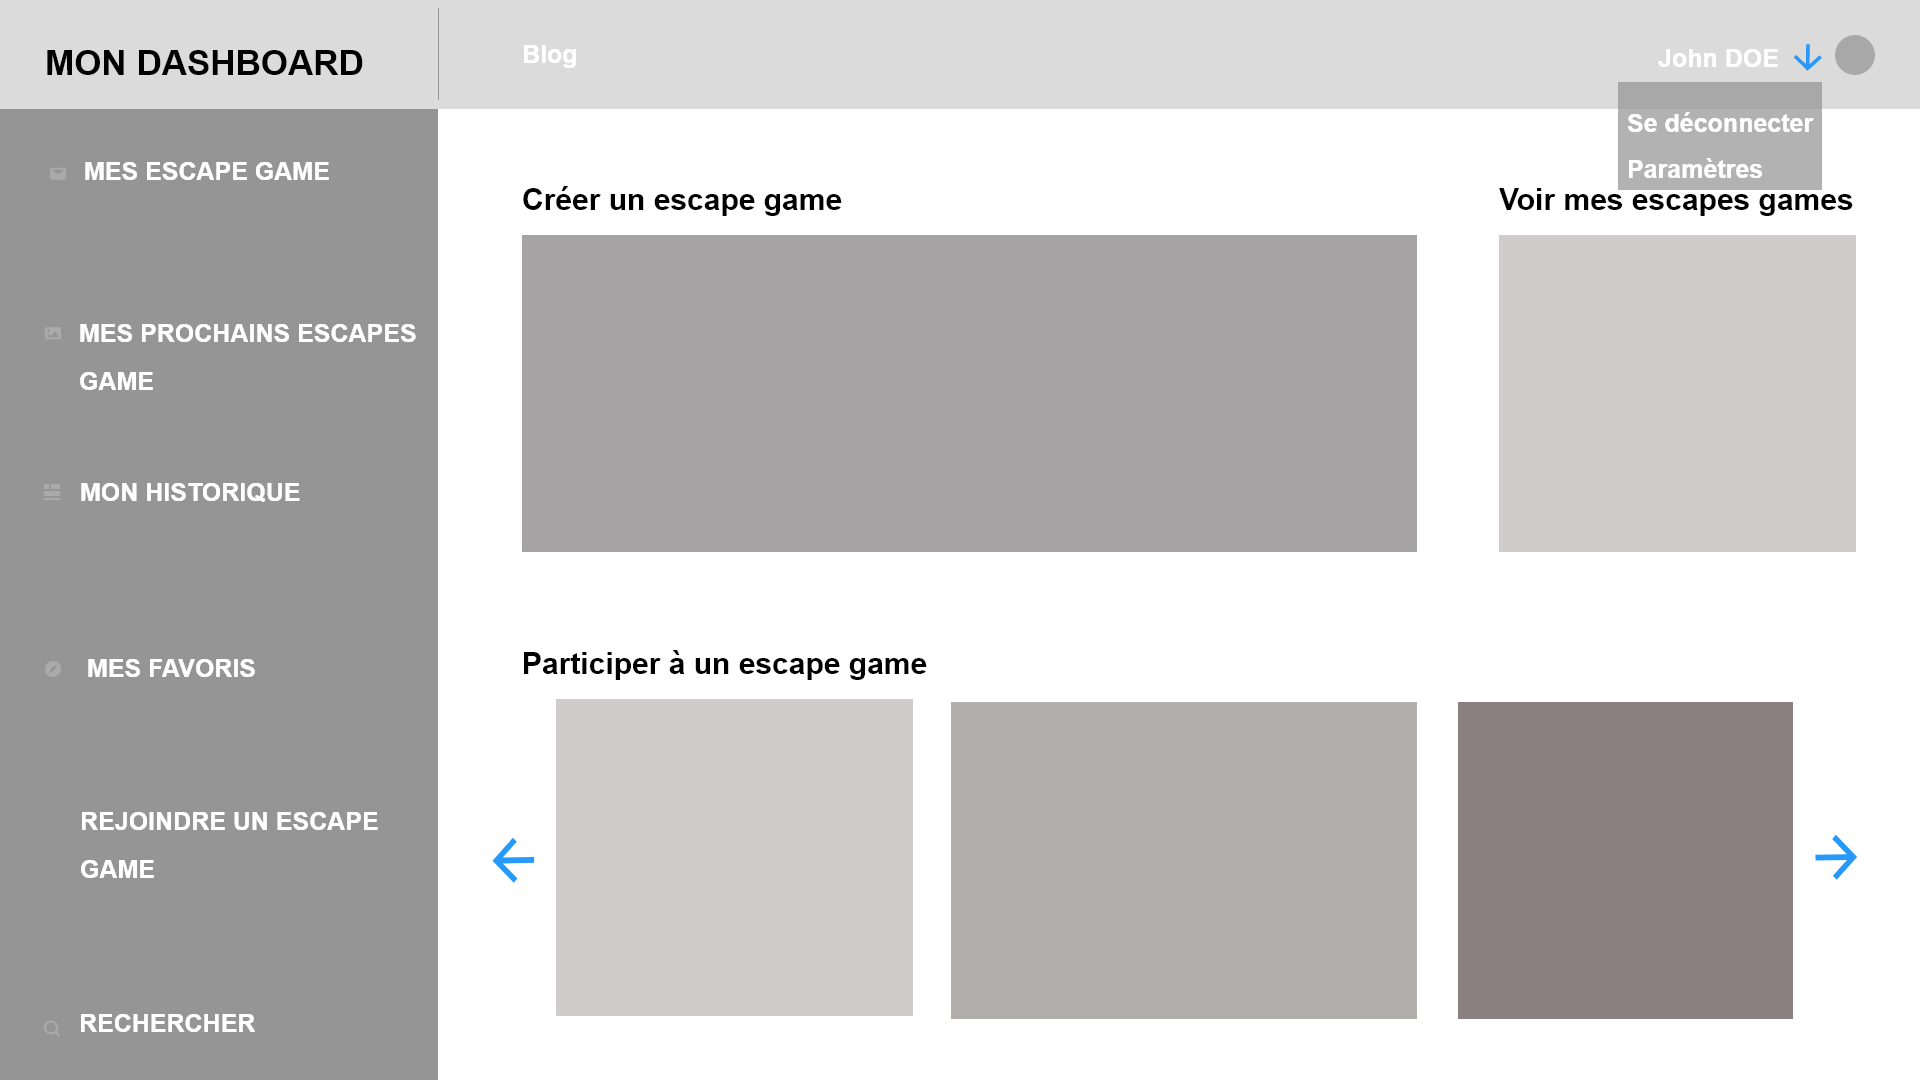 MON DASHBOARD
Blog
John DOE
Se déconnecter
Paramètres
MES ESCAPE GAME
MES PROCHAINS ESCAPES
GAME
MON HISTORIQUE
MES FAVORIS
REJOINDRE UN ESCAPE
GAME
RECHERCHER
Créer un escape game
Voir mes escapes games
Participer à un escape game